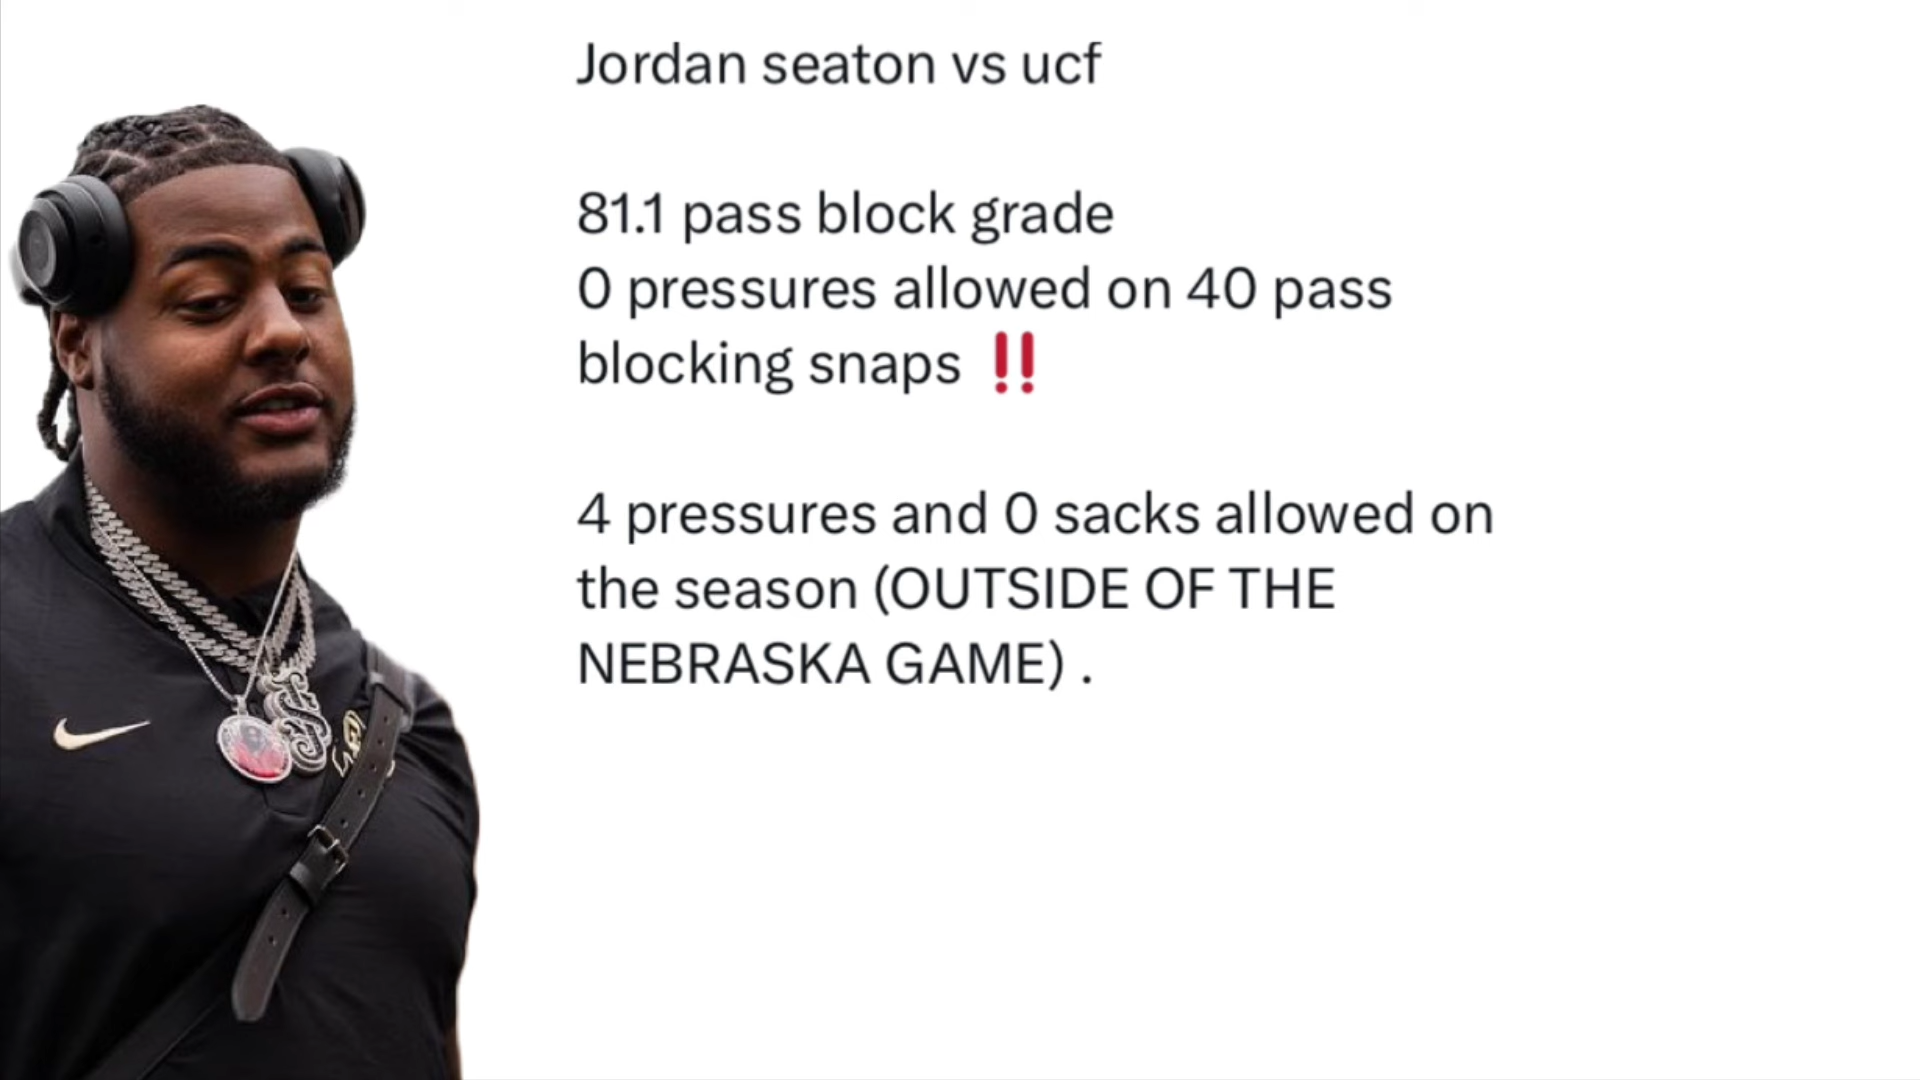 Jordan seaton vs ucf
81.1 pass block grade
0 pressures allowed on 40 pass
blocking snaps ‼️
4 pressures and 0 sacks allowed on
the season (OUTSIDE OF THE
NEBRASKA GAME) .